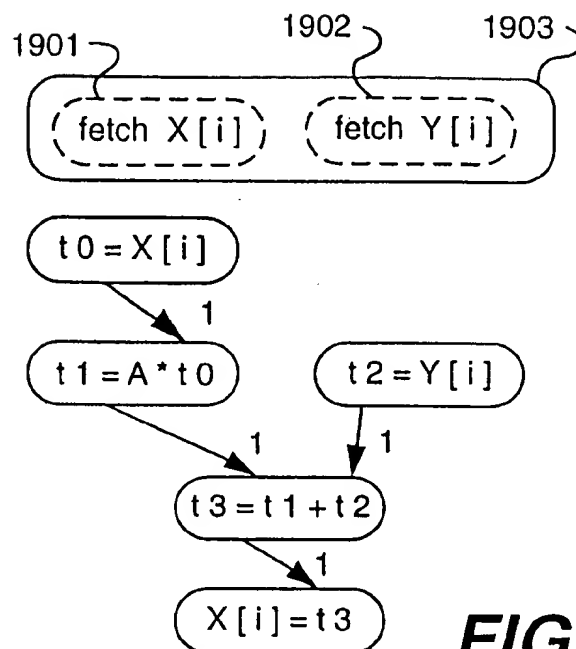 1901 1902 1903
fetch X[i] fetch Y[i]
t0 = X[i]
1
t1 = A * t0 t2 = Y[i]
1 1
t3 = t1 + t2
1
X[i] = t3
FIG